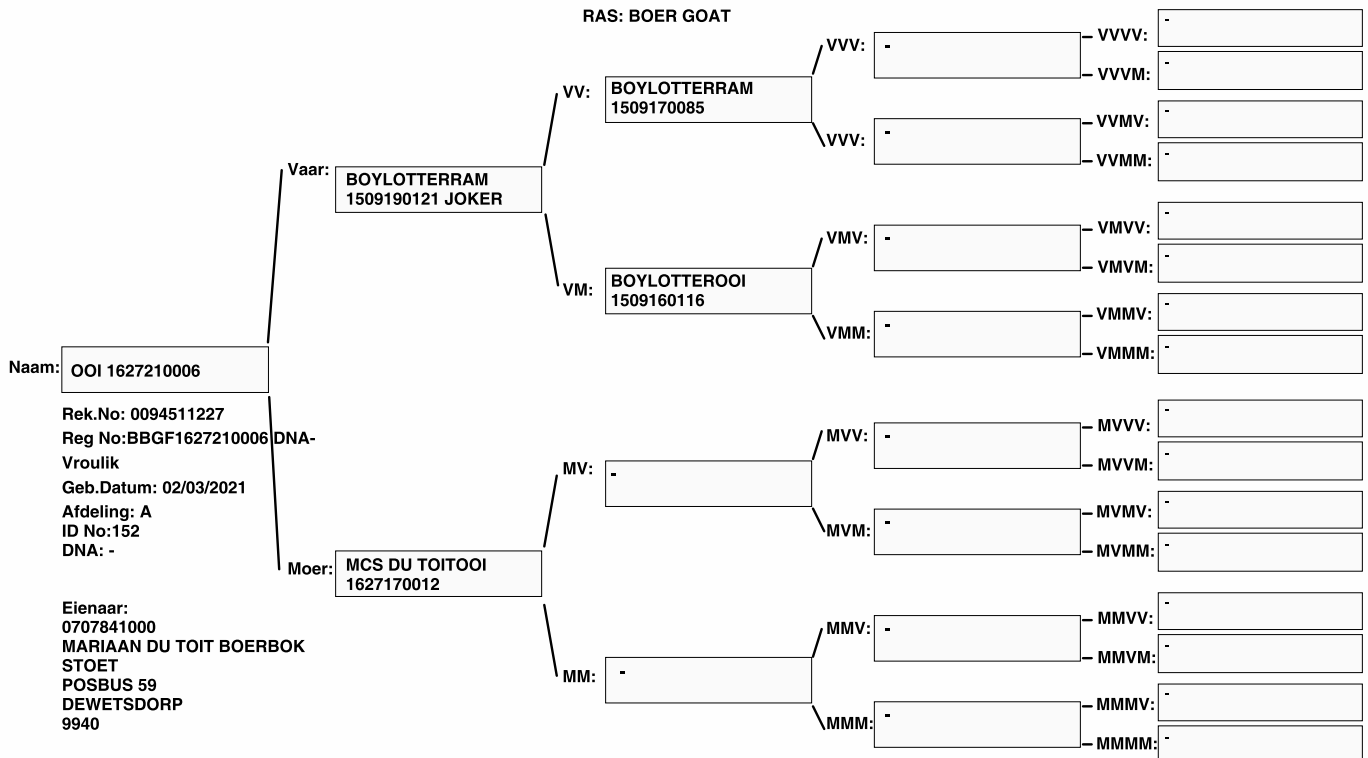 RAS: BOER GOAT
Naam: OOI 1627210006
Rek.No: 0094511227
Reg No:BBGF1627210006 DNA-
Vroulik
Geb.Datum: 02/03/2021
Afdeling: A
ID No:152
DNA: -
Eienaar:
0707841000
MARIAAN DU TOIT BOERBOK
STOET
POSBUS 59
DEWETSDORP
9940
Vaar: BOYLOTTERRAM
1509190121 JOKER
Moer: MCS DU TOITOOI
1627170012
VV: BOYLOTTERRAM
1509170085
VM: BOYLOTTEROOI
1509160116
MV: -
MM: -
VVV: -
VVV: -
VMV: -
VMM: -
MVV: -
MVM: -
MMV: -
MMM: -
VVVV: -
VVVM: -
VVMV: -
VVMM: -
VMVV: -
VMVM: -
VMMV: -
VMMM: -
MVVV: -
MVVM: -
MVMV: -
MVMM: -
MMVV: -
MMVM: -
MMMV: -
MMMM: -